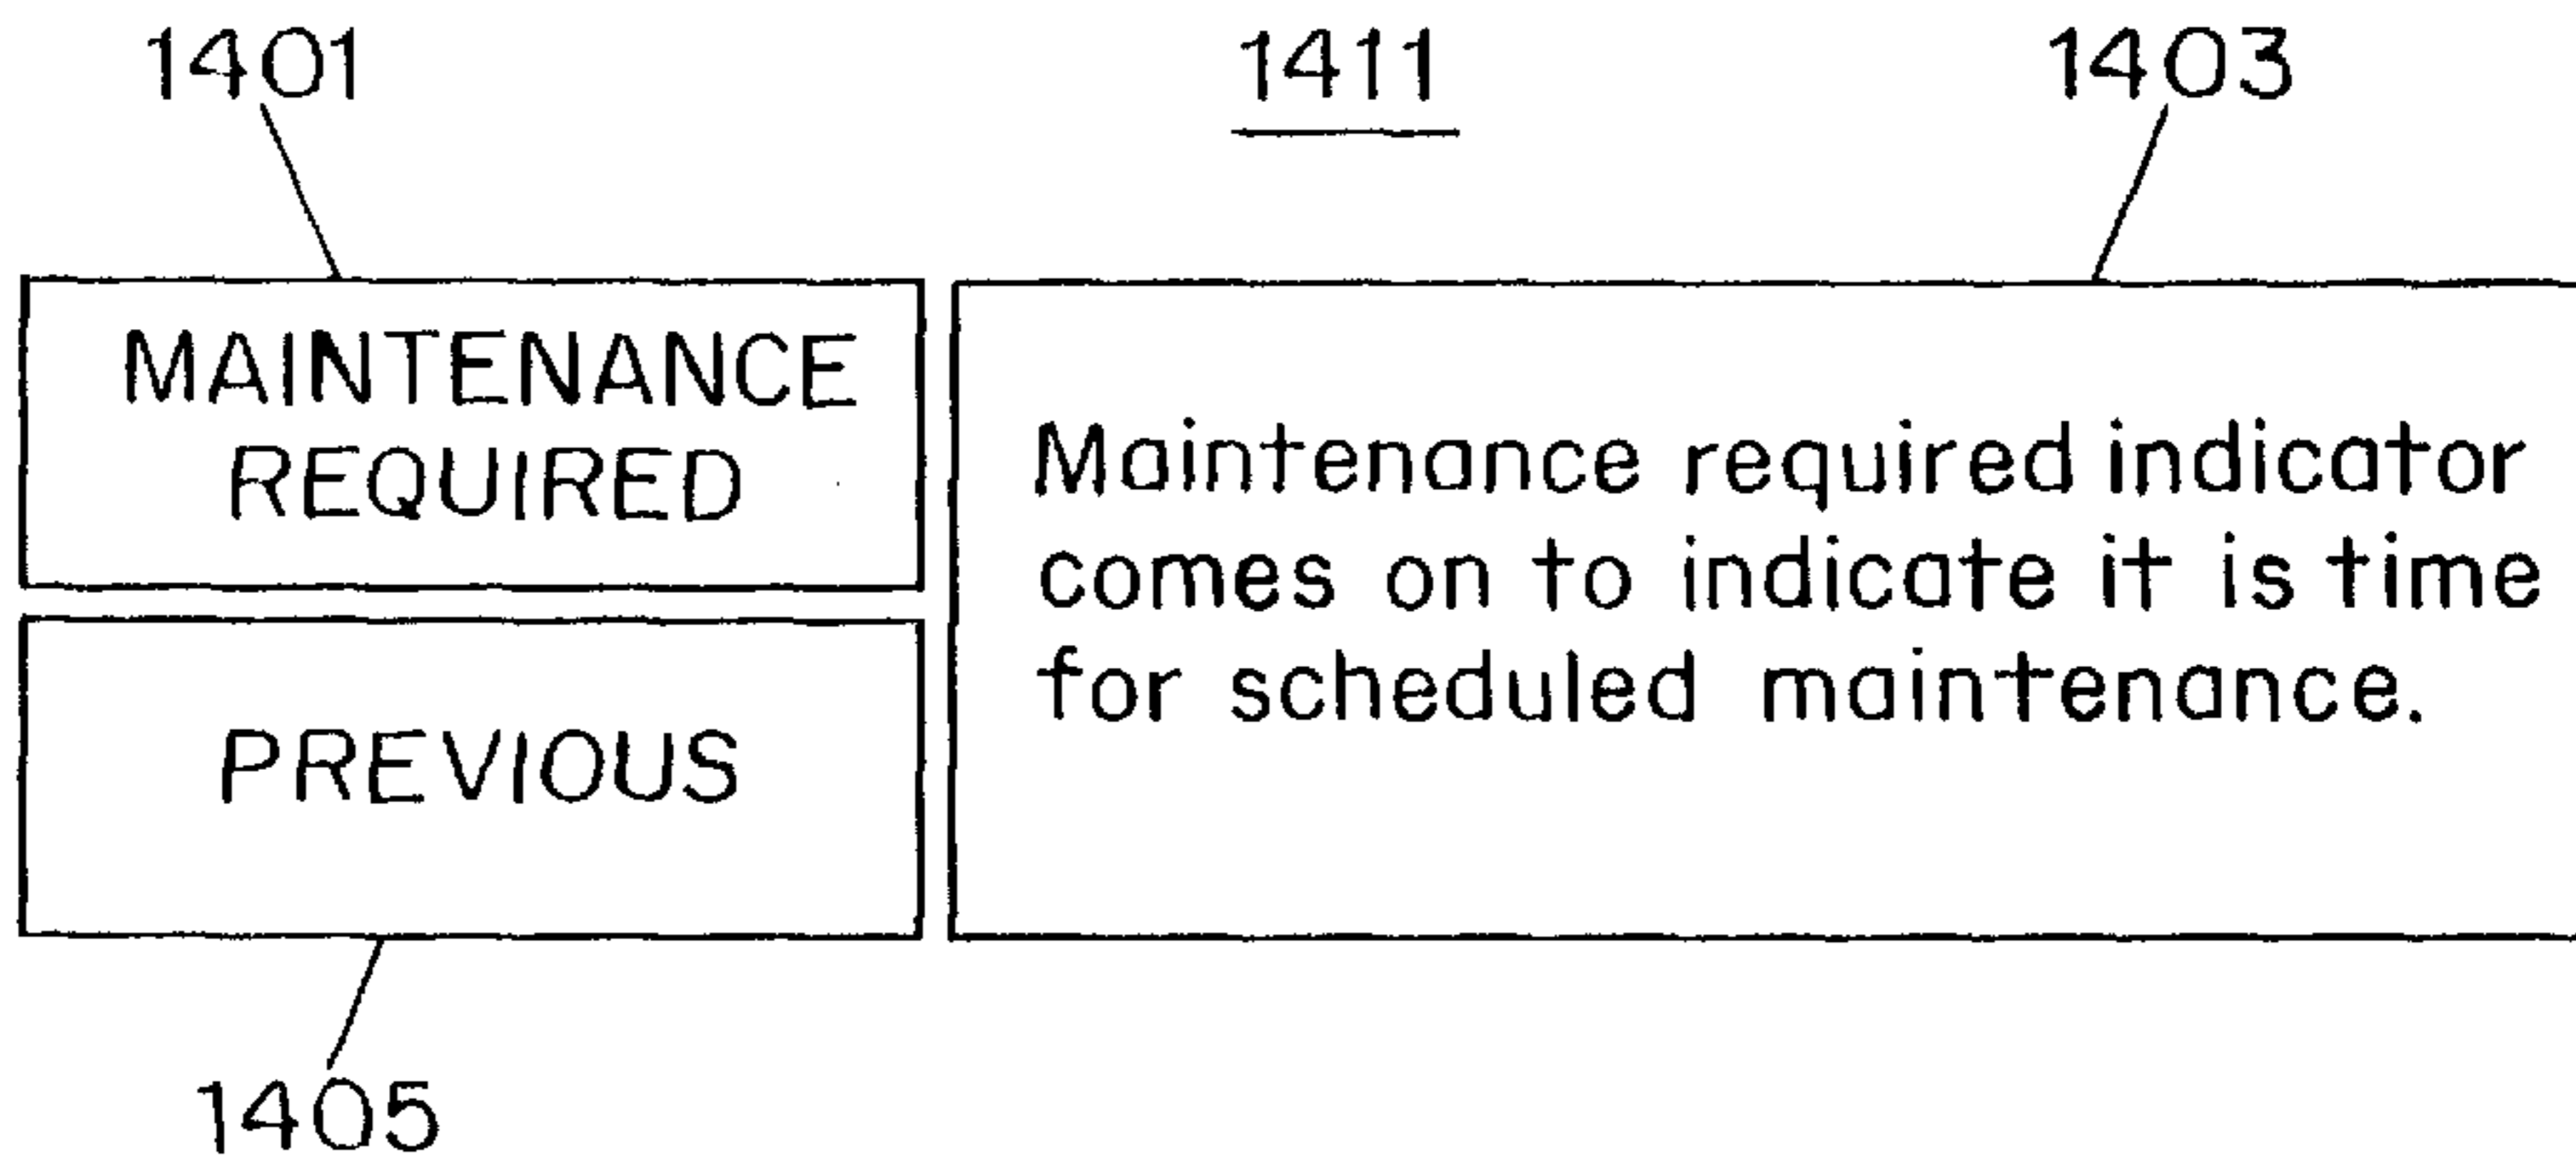 1401
1411
1403
MAINTENANCE
REQUIRED
Maintenance required indicator
comes on to indicate it is time
for scheduled maintenance.
PREVIOUS
1405